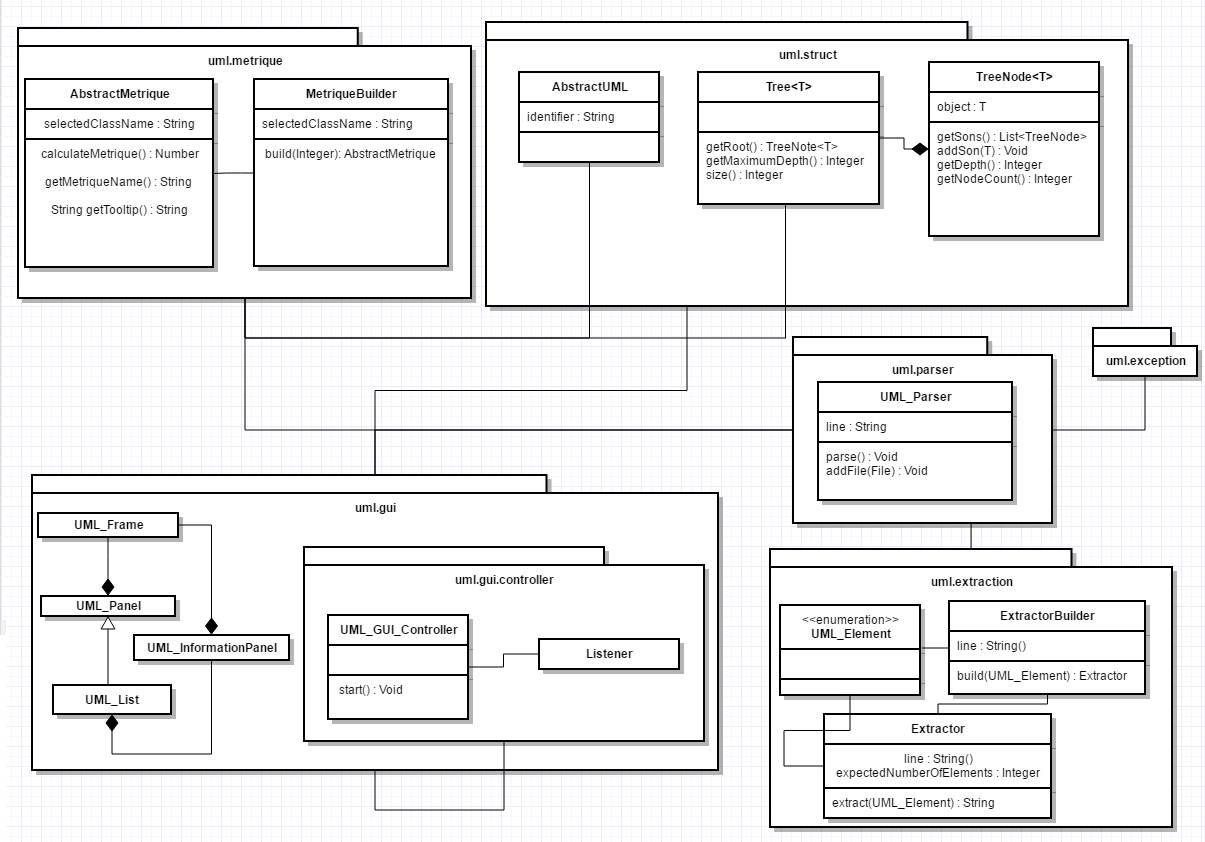 uml.metrique
AbstractMetrique
selectedClassName : String
calculateMetrique() : Number
getMetriqueName() : String
String getTooltip() : String
MetriqueBuilder
selectedClassName : String
build(Integer): AbstractMetrique
uml.struct
AbstractUML
identifier : String
Tree<T>
getRoot() : TreeNote<T>
getMaximumDepth() : Integer
size() : Integer
TreeNode<T>
object : T
getSons() : List<TreeNode>
addSon(T) : Void
getDepth() : Integer
getNodeCount() : Integer
uml.parser
UML_Parser
line : String
parse() : Void
addFile(File) : Void
uml.exception
uml.gui
UML_Frame
UML_Panel
UML_InformationPanel
UML_List
uml.gui.controller
UML_GUI_Controller
start() : Void
Listener
uml.extraction
<<enumeration>>
UML_Element
ExtractorBuilder
line : String()
build(UML_Element) : Extractor
Extractor
line : String()
expectedNumberOfElements : Integer
extract(UML_Element) : String